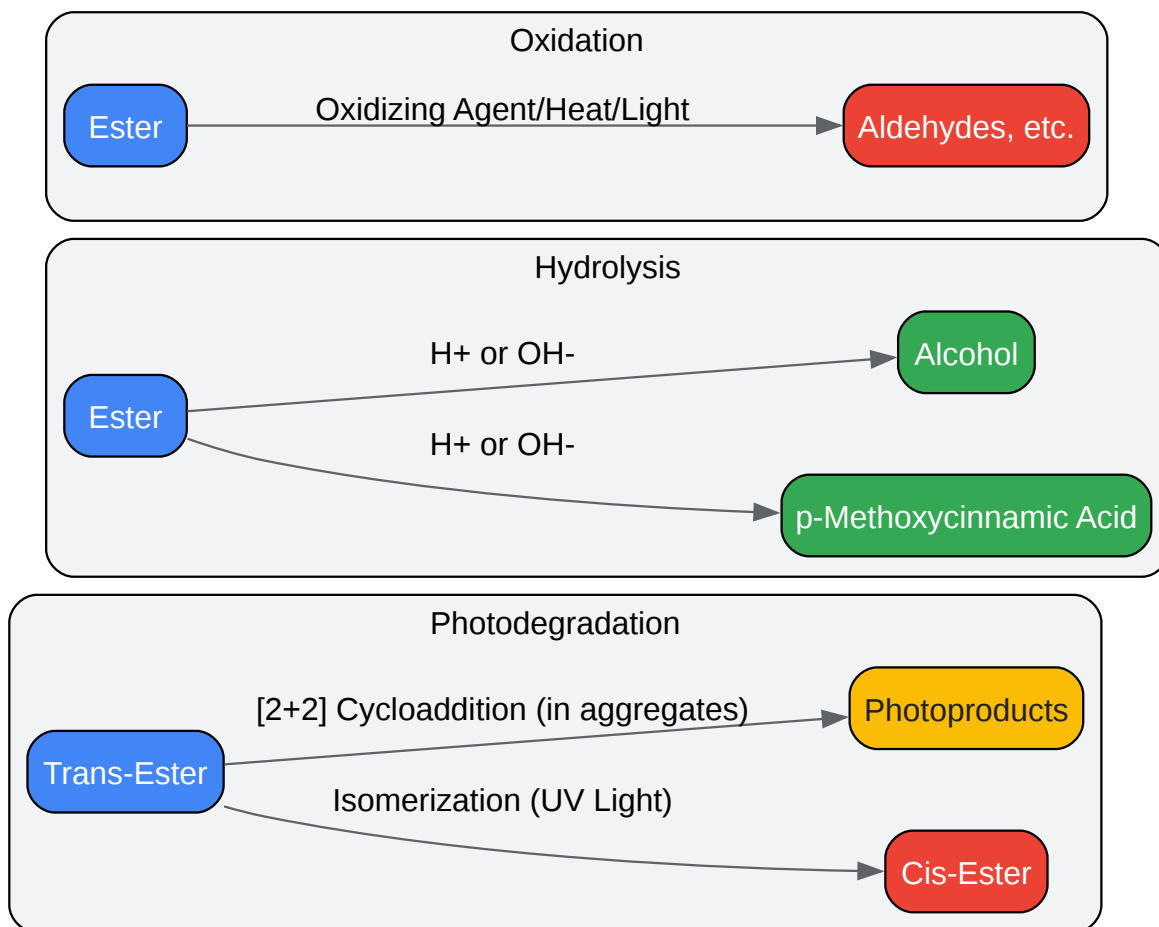 Oxidation
Ester
Oxidizing Agent/Heat/Light
Aldehydes, etc.
Hydrolysis
H+ or OH-
Alcohol
Ester
H+ or OH-
p-Methoxycinnamic Acid
Photodegradation
[2+2] Cycloaddition (in aggregates)
Photoproducts
Trans-Ester
Isomerization (UV Light)
Cis-Ester